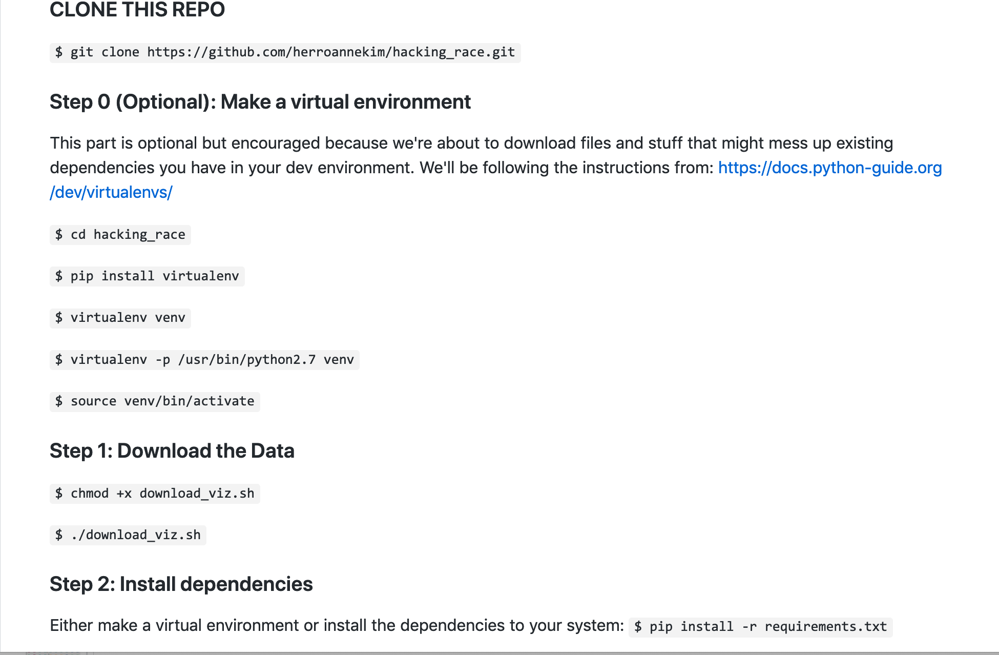 CLONE THIS REPO
$ git clone https://github.com/herroannekim/hacking_race.git
Step 0 (Optional): Make a virtual environment
This part is optional but encouraged because we're about to download files and stuff that might mess up existing
dependencies you have in your dev environment. We'll be following the instructions from: https://docs.python-guide.org
/dev/virtualenvs/
$ cd hacking_race
$ pip install virtualenv
$ virtualenv venv
$ virtualenv -p /usr/bin/python2.7 venv
$ source venv/bin/activate
Step 1: Download the Data
$ chmod +x download_viz.sh
$ ./download_viz.sh
Step 2: Install dependencies
Either make a virtual environment or install the dependencies to your system: $ pip install -r requirements.txt